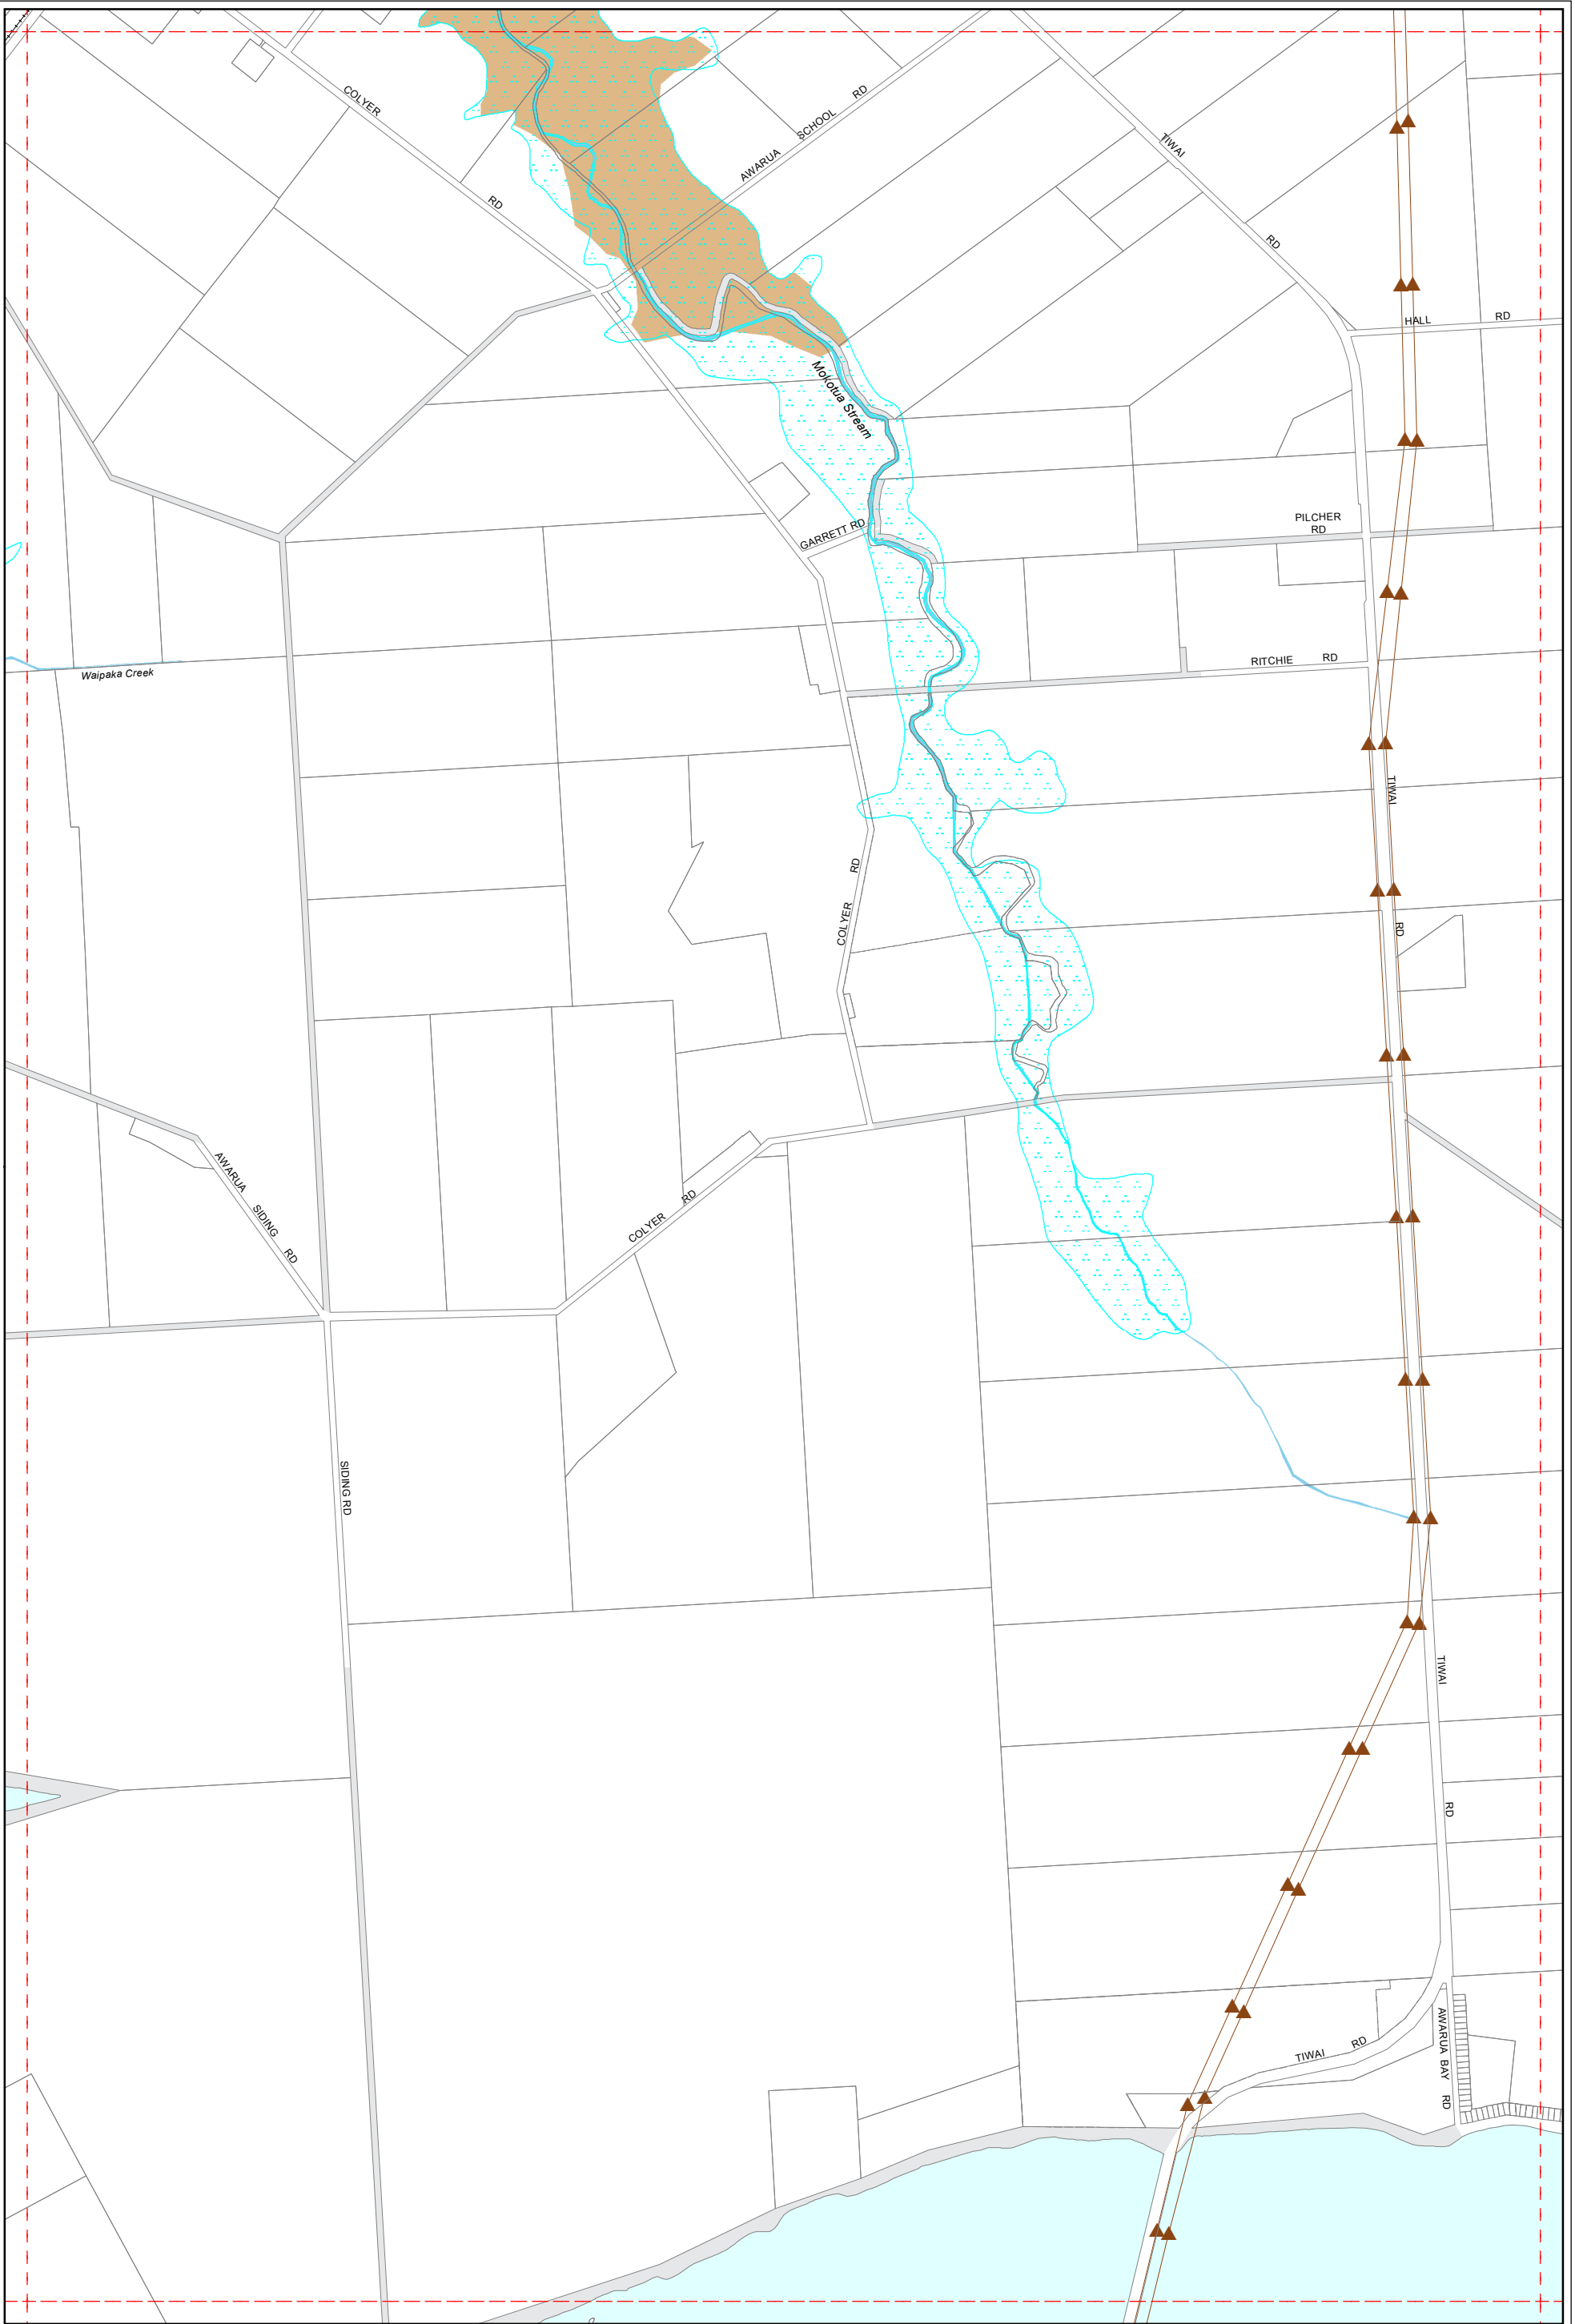 COLYER
RD
AWARUA SCHOOL RD
TIWAI
RD
HALL RD
Mokotua Stream
GARRETT RD
PILCHER
RD
RITCHIE RD
Waipaka Creek
TIWAI
RD
COLYER RD
AWARUA SIDING RD
COLYER RD
SIDING RD
TIWAI
RD
TIWAI RD
AWARUA BAY RD